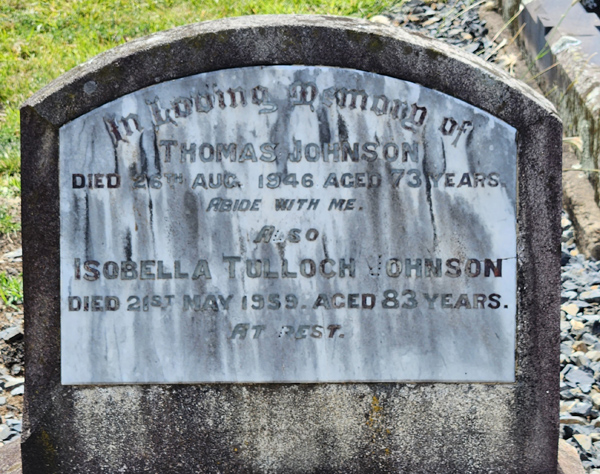 In Loving Memory of
THOMAS JOHNSON
DIED 26TH AUG. 1946 AGED 73 YEARS.
ABIDE WITH ME.
ALSO
ISOBELLA TULLOCH JOHNSON
DIED 21ST MAY 1959. AGED 83 YEARS.
AT REST.